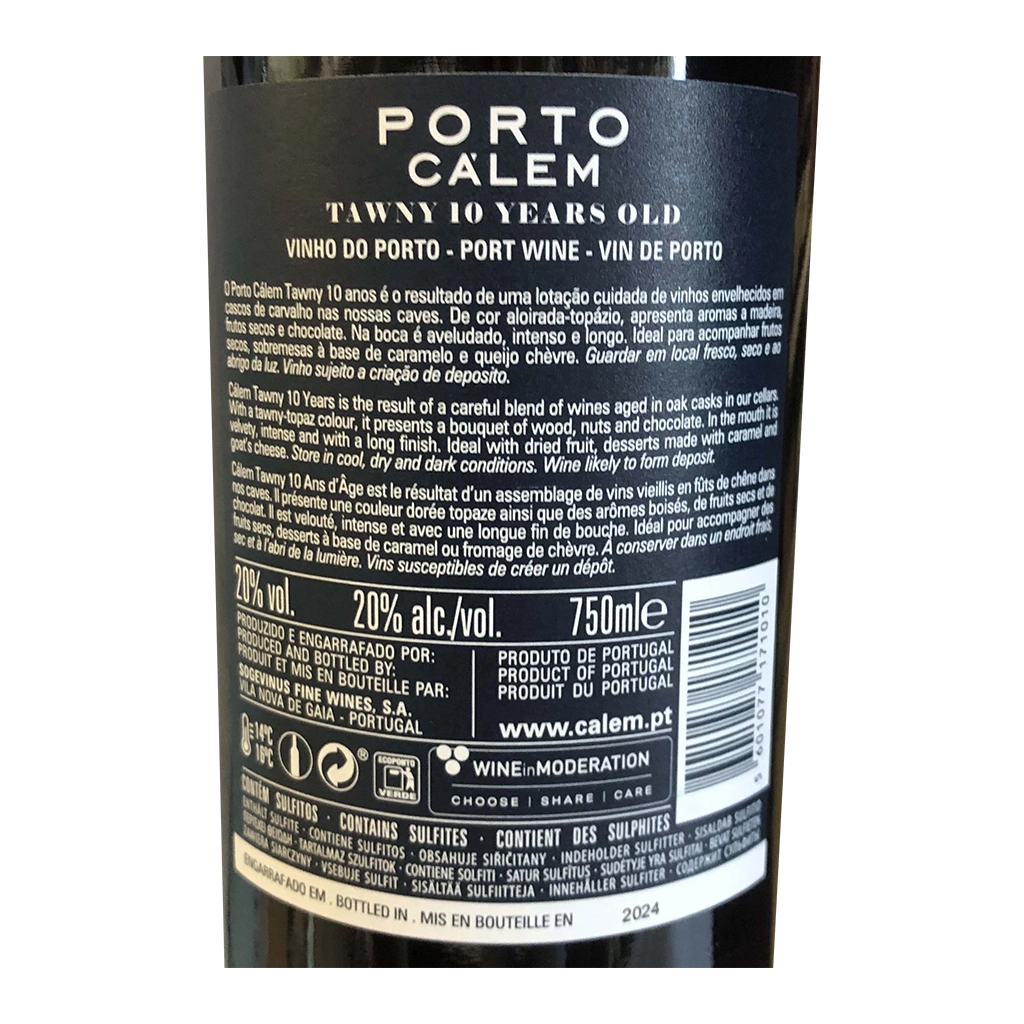 PORTO
CÁLEM
TAWNY 10 YEARS OLD
VINHO DO PORTO - PORT WINE - VIN DE PORTO
O Porto Cálem Tawny 10 anos é o resultado de uma lotação cuidada de vinhos envelhecidos em
cascos de carvalho nas nossas caves. De cor aloirada-topázio, apresenta aromas a madeira,
frutos secos e chocolate. Na boca é aveludado, intenso e longo. Ideal para acompanhar frutos
secos, sobremesas à base de caramelo e queijo chèvre. Guardar em local fresco, seco e ao
abrigo da luz. Vinho sujeito a criação de deposito.
Cálem Tawny 10 Years is the result of a careful blend of wines aged in oak casks in our cellars.
With a tawny-topaz colour, it presents a bouquet of wood, nuts and chocolate. In the mouth it is
velvety, intense and with a long finish. Ideal with dried fruit, desserts made with caramel and
goat's cheese. Store in cool, dry and dark conditions. Wine likely to form deposit.
Cálem Tawny 10 Ans d'Âge est le résultat d'un assemblage de vins vieillis en fûts de chêne dans
nos caves. Il présente une couleur dorée topaze ainsi que des arômes boisés, de fruits secs et de
chocolat. Il est velouté, intense et avec une longue fin de bouche. Idéal pour accompagner des
fruits secs, desserts à base de caramel ou fromage de chèvre. À conserver dans un endroit frais,
sec et à l'abri de la lumière. Vins susceptibles de créer un dépôt.
20% vol. 20% alc./vol. 750ml e
PRODUZIDO E ENGARRAFADO POR:
PRODUCED AND BOTTLED BY:
PRODUIT ET MIS EN BOUTEILLE PAR:
SOGEVINUS FINE WINES, S.A.
VILA NOVA DE GAIA - PORTUGAL
PRODUTO DE PORTUGAL
PRODUCT OF PORTUGAL
PRODUIT DU PORTUGAL
www.calem.pt
5 601077 171010
14ºC
16ºC
®
ECOPONTO
VERDE
WINEinMODERATION
CHOOSE | SHARE | CARE
CONTÉM SULFITOS · CONTAINS SULFITES · CONTIENT DES SULPHITES
ENTHÄLT SULFITE · CONTIENE SULFITOS · OBSAHUJE SIŘIČITANY · INDEHOLDER SULFITTER · SISALDAB SULFITID
ΠΕΡΙΕΧΕΙ ΘΕΙΩΔΗ · TARTALMAZ SZULFITOK · CONTIENE SOLFITI · SATUR SULFĪTUS · SUDĖTYJE YRA SULFITAI · BEVAT SULFIETEN
ZAWIERA SIARCZYNY · VSEBUJE SULFIT · SISÄLTÄÄ SULFIITTEJA · INNEHÅLLER SULFITER · СОДЕРЖИТ СУЛЬФИТЫ
ENGARRAFADO EM . BOTTLED IN . MIS EN BOUTEILLE EN 2024